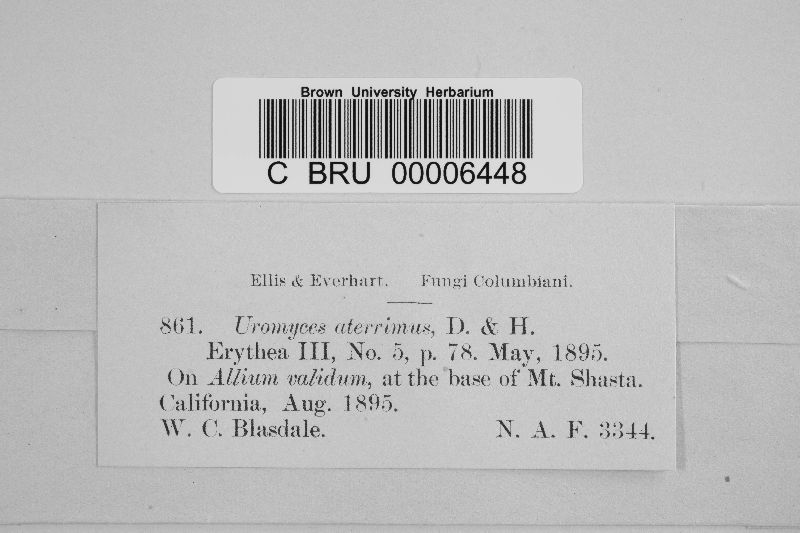 Brown University Herbarium
C BRU 00006448
Ellis & Everhart. Fungi Columbiani.
861. Uromyces aterrimus, D. & H.
Erythea III, No. 5, p. 78. May, 1895.
On Allium validum, at the base of Mt. Shasta.
California, Aug. 1895.
W. C. Blasdale. N. A. F. 3344.